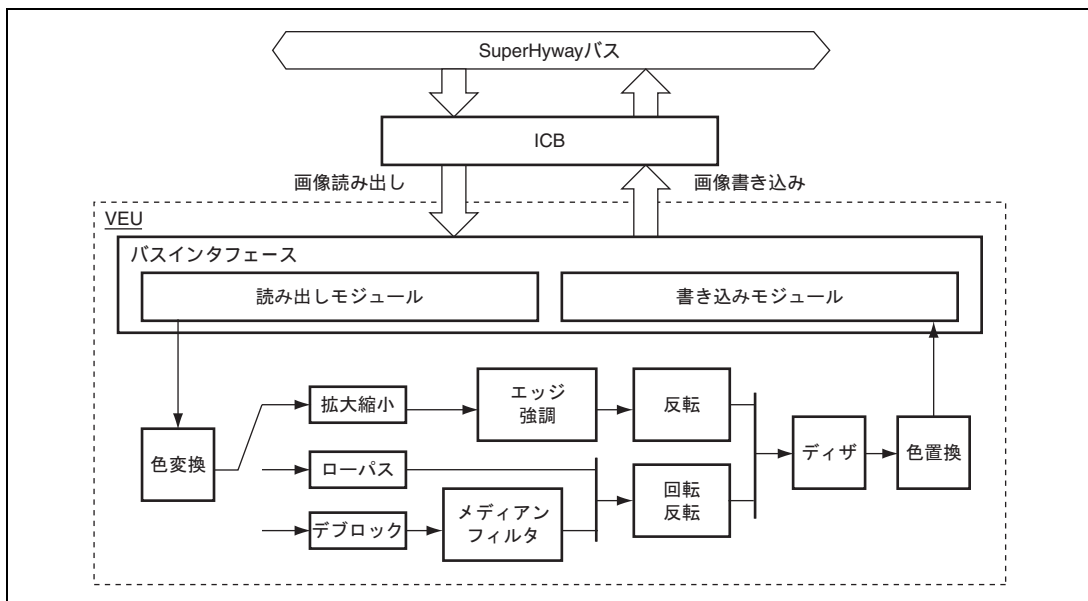 SuperHywayバス
ICB
画像読み出し
画像書き込み
VEU
バスインタフェース
読み出しモジュール
書き込みモジュール
拡大縮小
エッジ
強調
反転
色変換
ローパス
ディザ
色置換
回転
反転
デブロック
メディアン
フィルタ